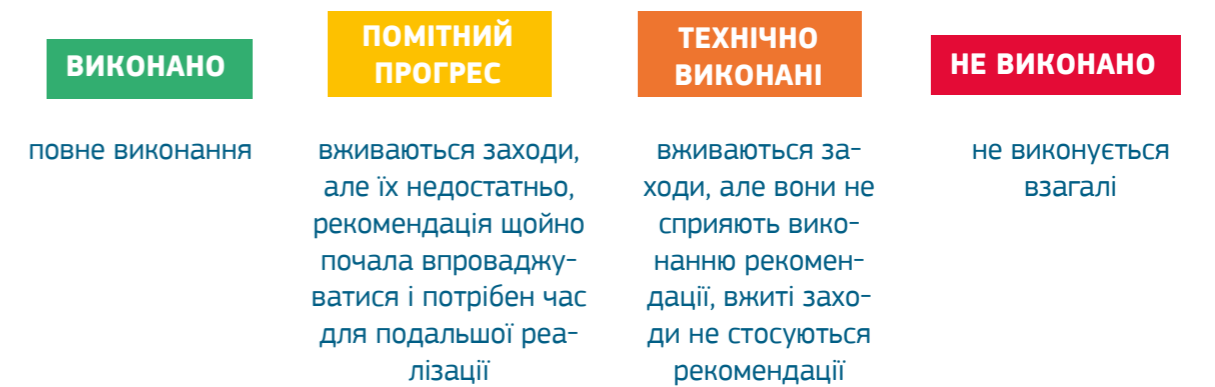 ВИКОНАНО
повне виконання
ПОМІТНИЙ
ПРОГРЕС
вживаються заходи,
але їх недостатньо,
рекомендація щойно
почала впроваджу-
ватися і потрібен час
для подальшої реа-
лізації
ТЕХНІЧНО
ВИКОНАНІ
вживаються за-
ходи, але вони не
сприяють вико-
нанню рекомен-
дації, вжиті захо-
ди не стосуються
рекомендації
НЕ ВИКОНАНО
не виконується
взагалі